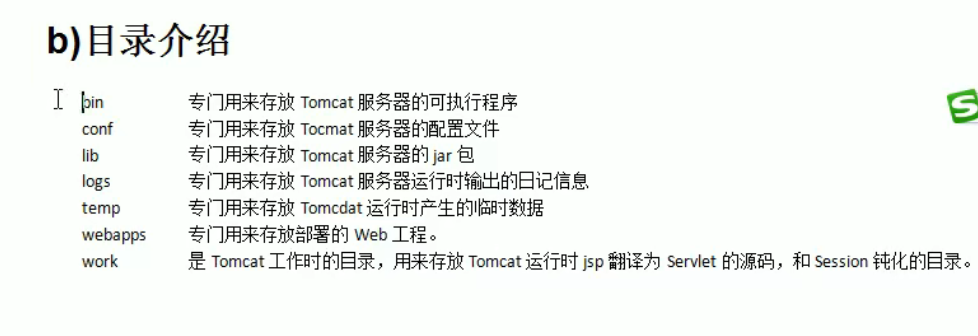 b)目录介绍
bin 专门用来存放 Tomcat 服务器的可执行程序
conf 专门用来存放 Tocmat 服务器的配置文件
lib 专门用来存放 Tomcat 服务器的 jar 包
logs 专门用来存放 Tomcat 服务器运行时输出的日记信息
temp 专门用来存放 Tomcdat 运行时产生的临时数据
webapps 专门用来存放部署的 Web 工程。
work 是 Tomcat 工作时的目录，用来存放 Tomcat 运行时 jsp 翻译为 Servlet 的源码，和 Session 钝化的目录。